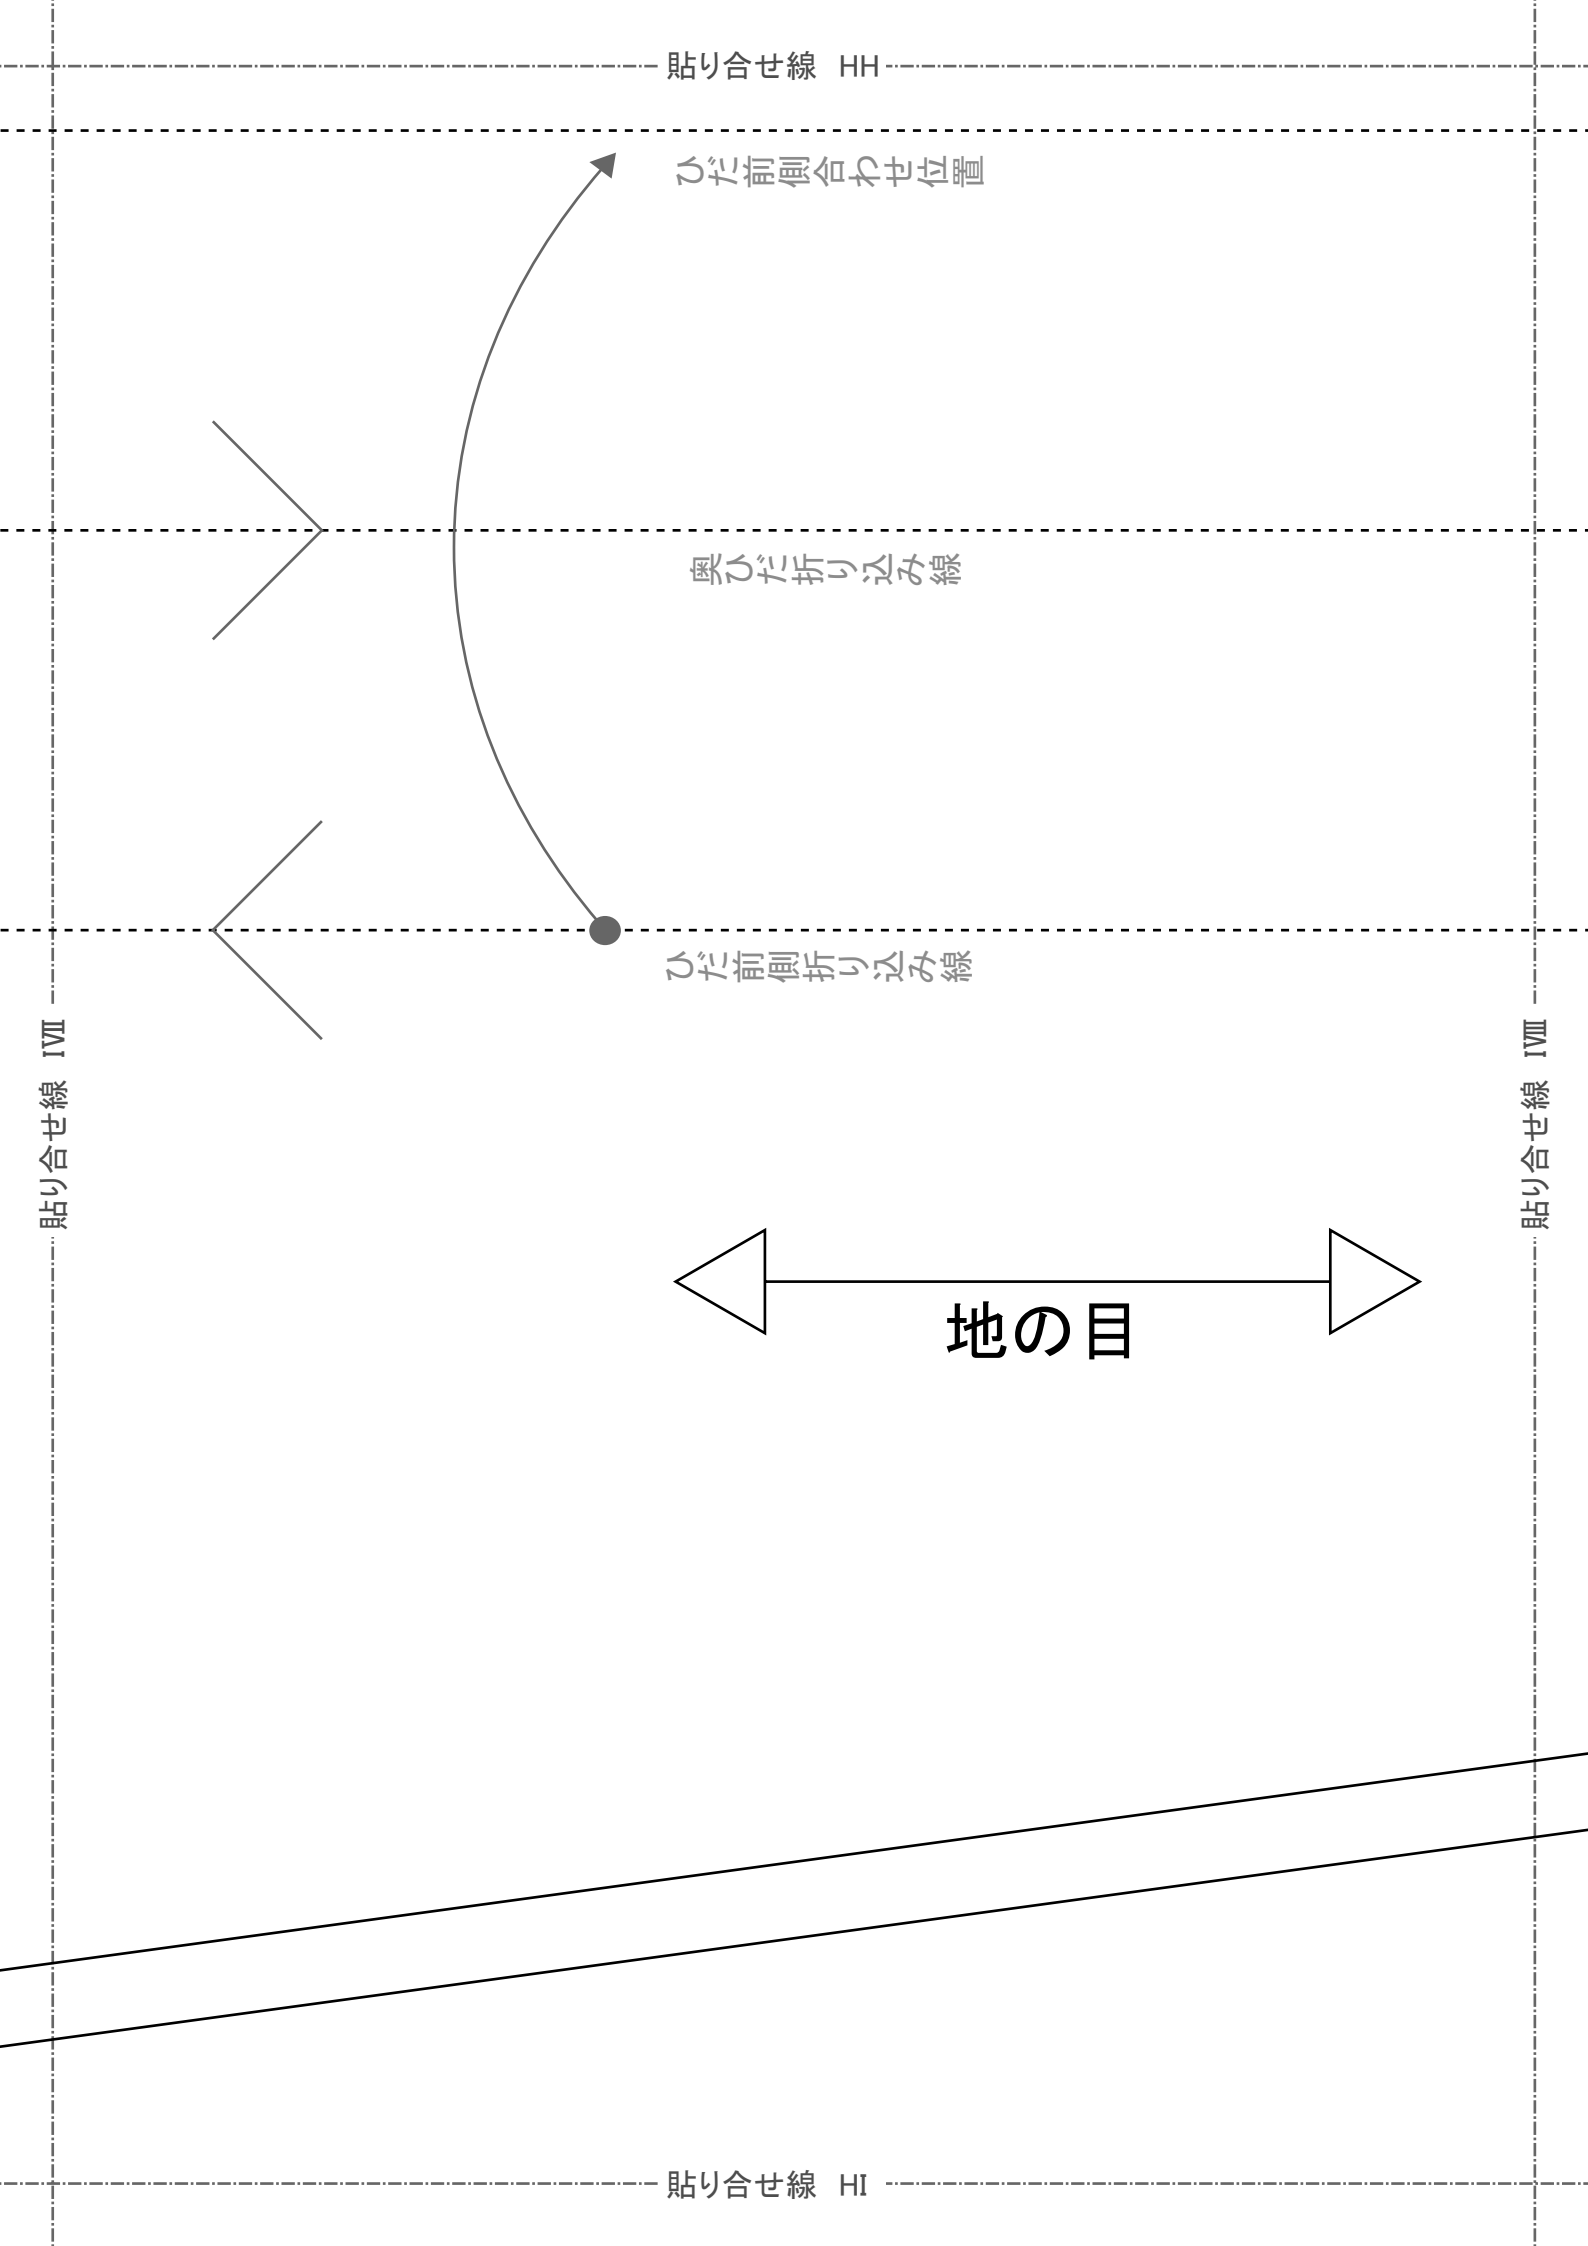 貼り合せ線 HH
ひだ前側合わせ位置
奥ひだ折り込み線
ひだ前側折り込み線
貼り合せ線 IⅦ
貼り合せ線 IⅧ
地の目
貼り合せ線 HI